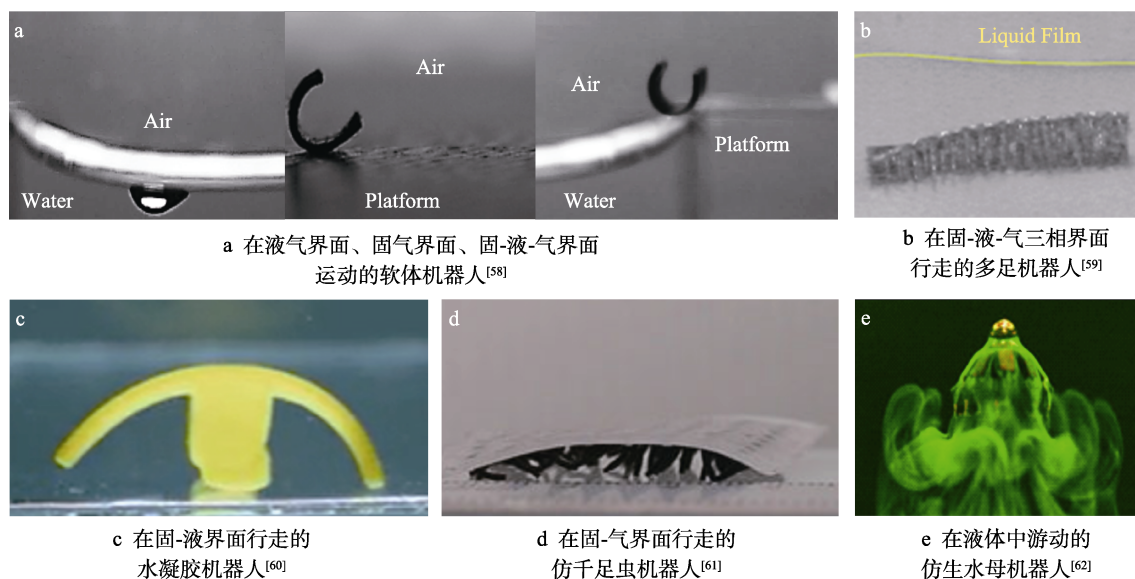 a
Air
Water
Air
Platform
Air
Platform
Water
b
Liquid Film
a 在液气界面、固气界面、固-液-气界面
运动的软体机器人[58]
b 在固-液-气三相界面
行走的多足机器人[59]
c
d
e
c 在固-液界面行走的
水凝胶机器人[60]
d 在固-气界面行走的
仿千足虫机器人[61]
e 在液体中游动的
仿生水母机器人[62]